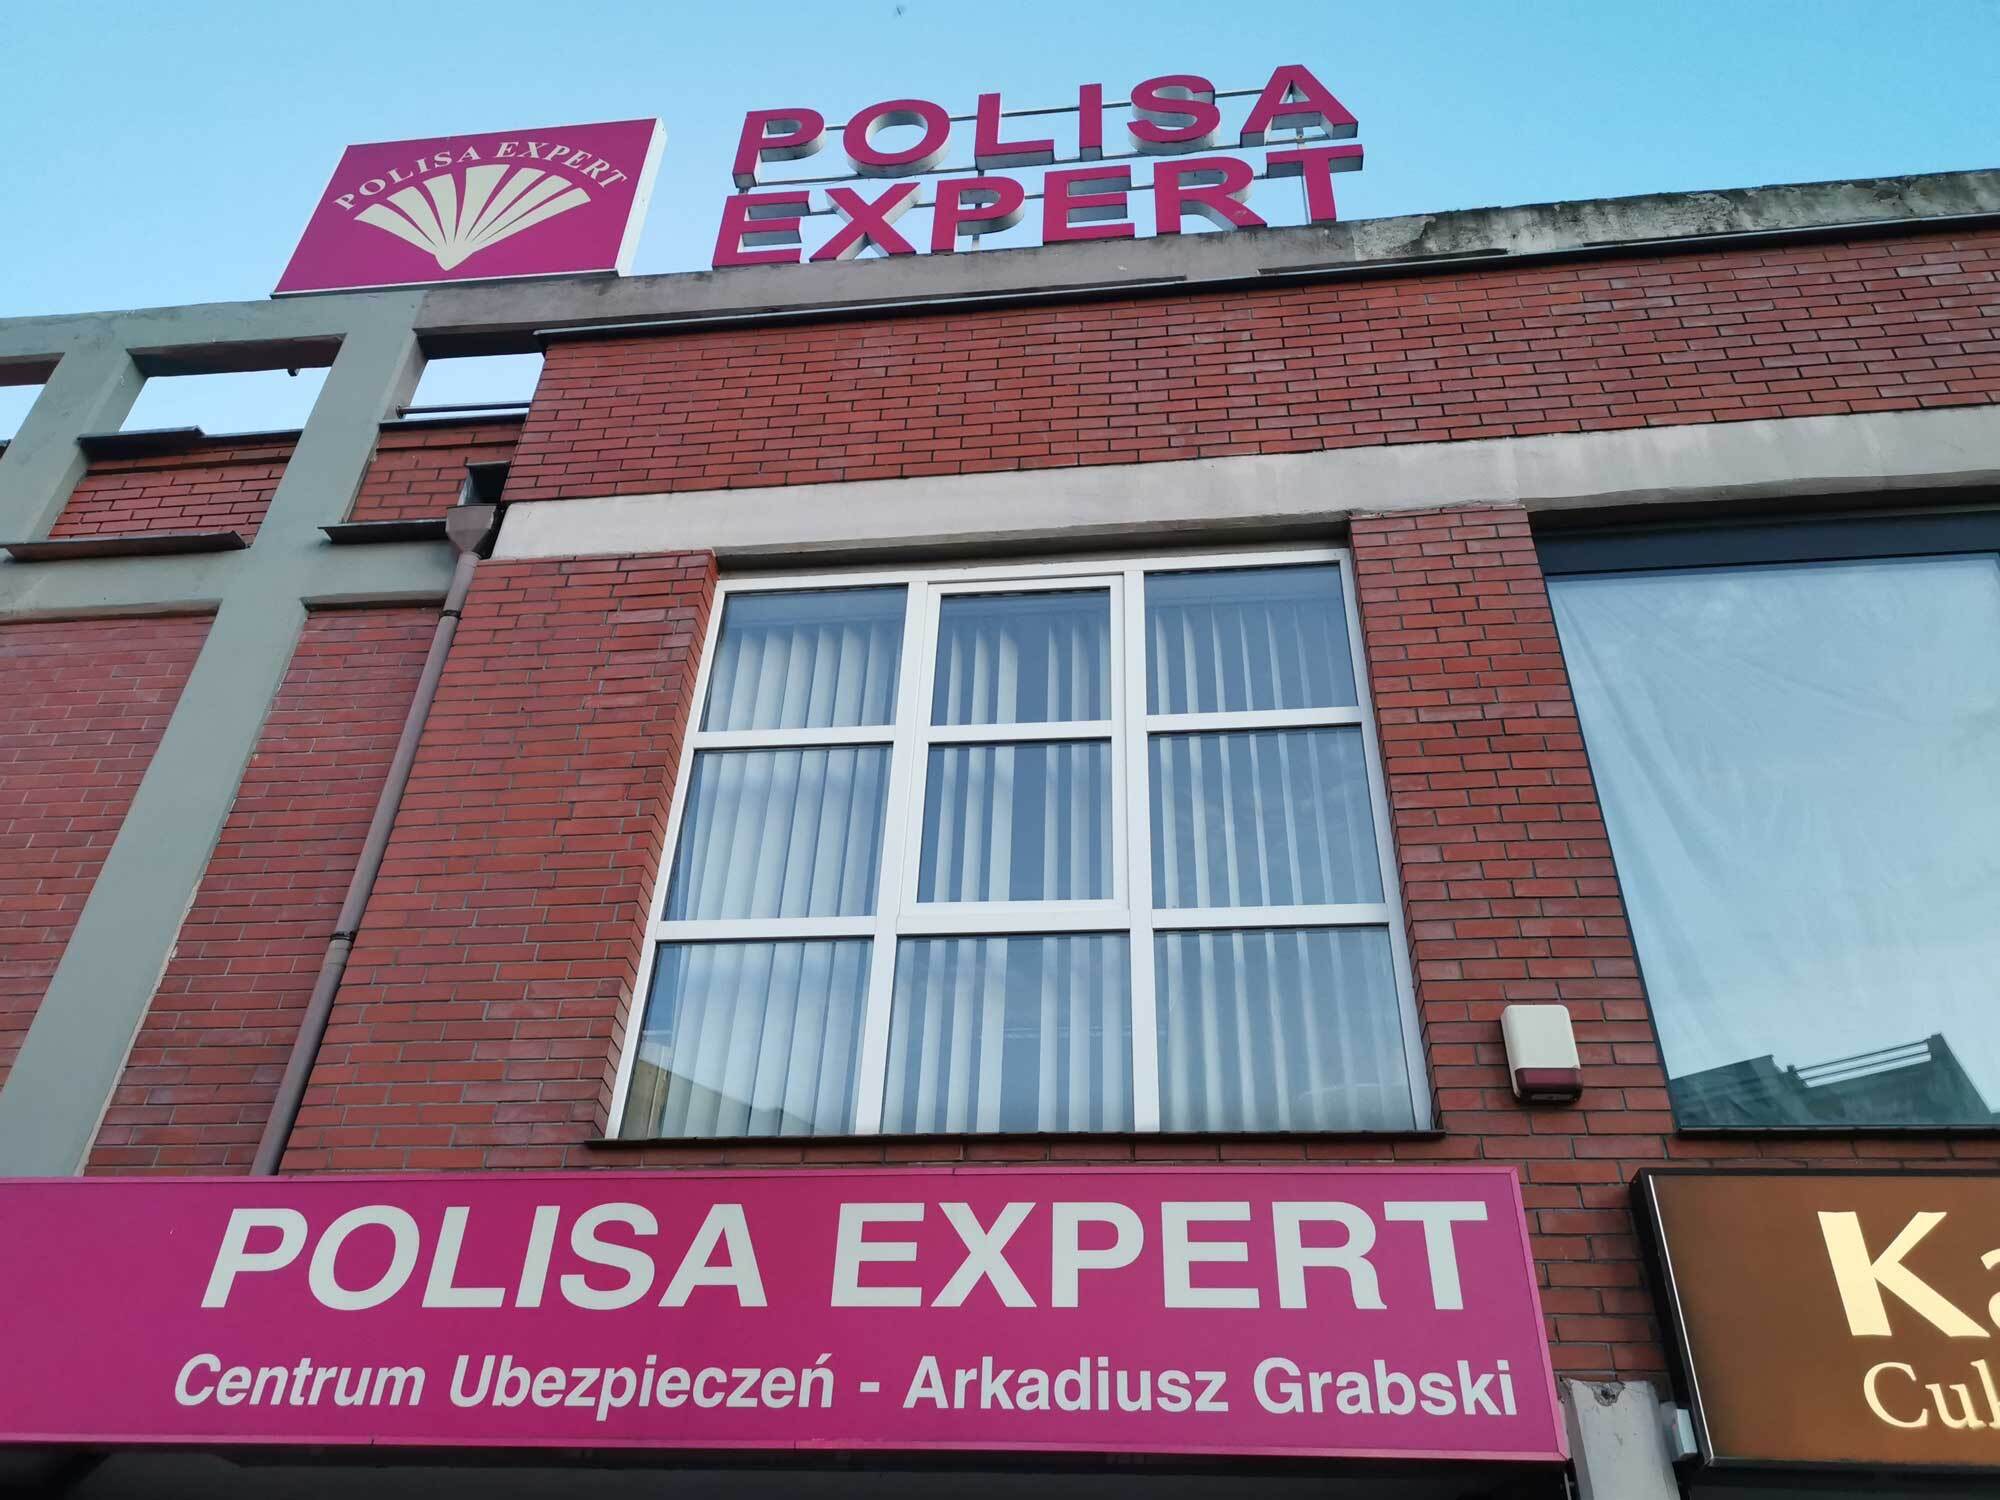 POLISA EXPERT
POLISA
EXPERT
POLISA EXPERT
Centrum Ubezpieczeń - Arkadiusz Grabski